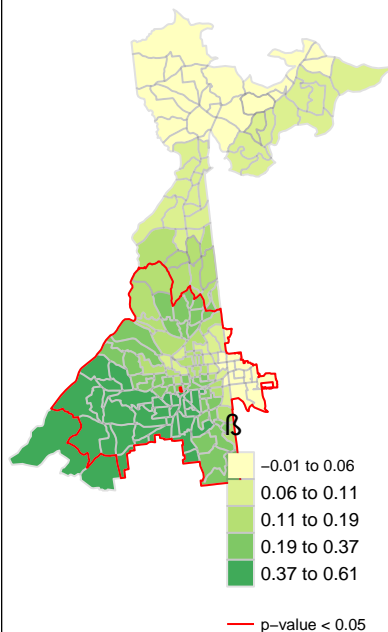 ß
−0.01 to 0.06
0.06 to 0.11
0.11 to 0.19
0.19 to 0.37
0.37 to 0.61
p−value < 0.05